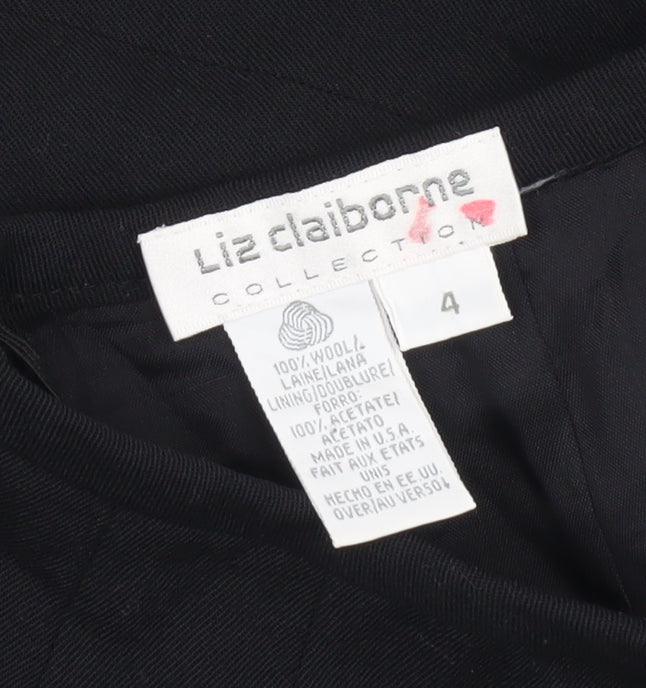 Liz claiborne
COLLECTION
4
100% WOOL/
LAINE/LANA
LINING/DOUBLURE/
FORRO:
100% ACETATE/
ACETATO
MADE IN U.S.A.
FAIT AUX ETATS
UNIS
HECHO EN EE.UU.
OVER/AU VERSO↓